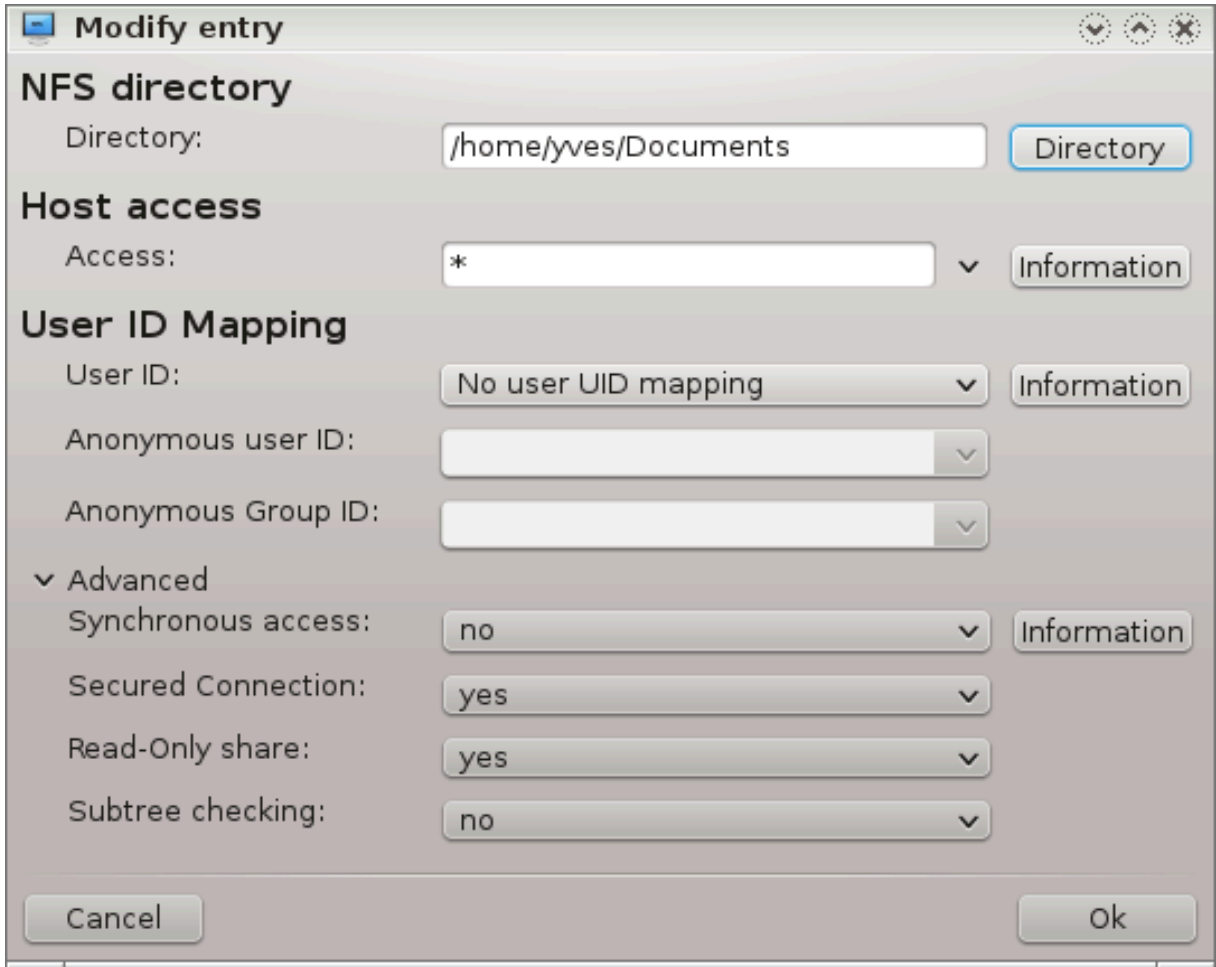 Modify entry
NFS directory
Directory: /home/yves/Documents Directory
Host access
Access: * Information
User ID Mapping
User ID: No user UID mapping Information
Anonymous user ID:
Anonymous Group ID:
Advanced
Synchronous access: no Information
Secured Connection: yes
Read-Only share: yes
Subtree checking: no
Cancel Ok